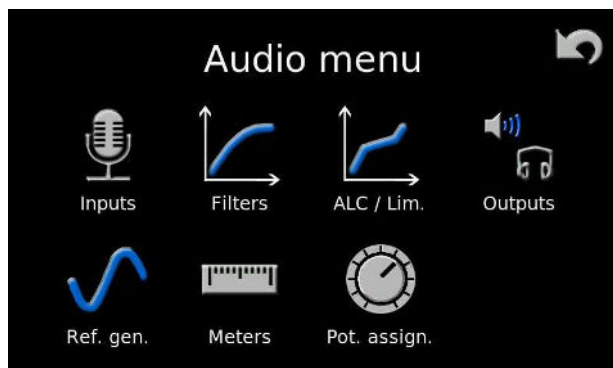 Audio menu
Inputs
Filters
ALC / Lim.
Outputs
Ref. gen.
Meters
Pot. assign.